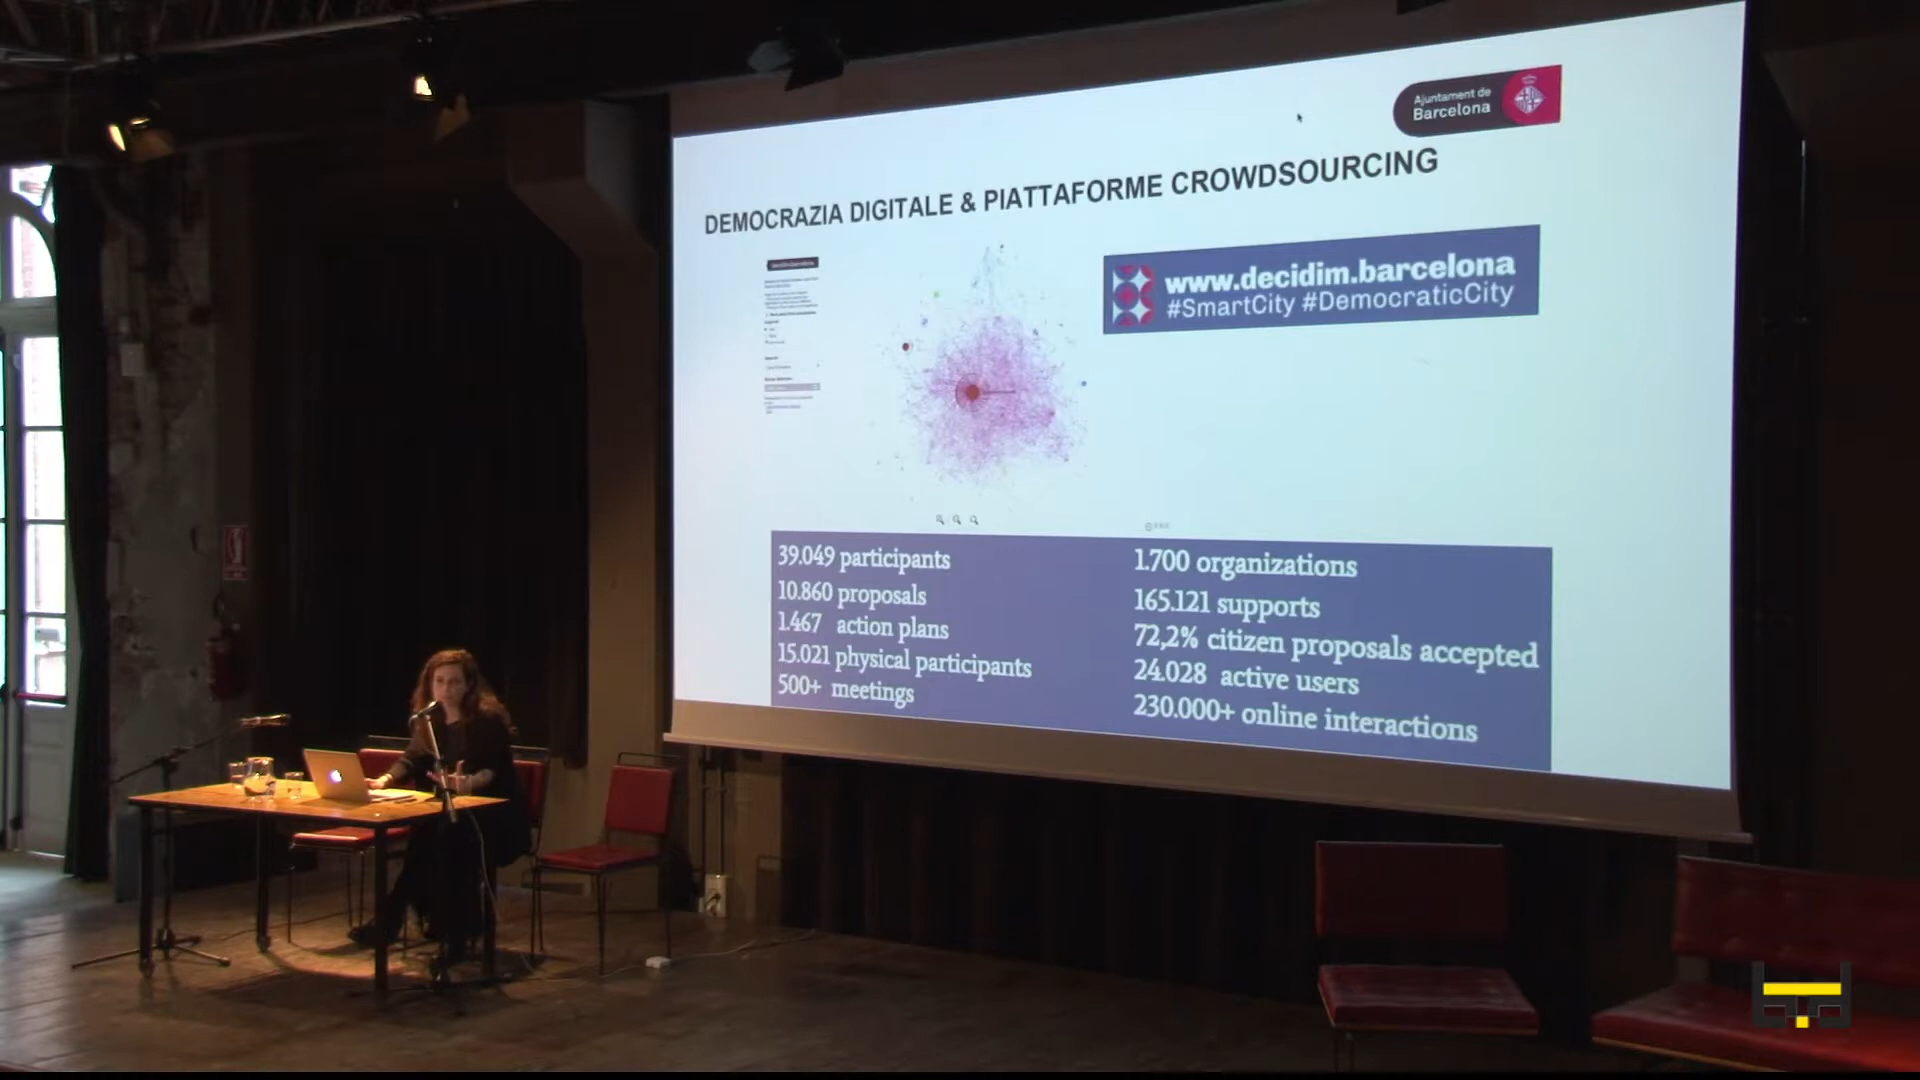 Ajuntament de
Barcelona
DEMOCRAZIA DIGITALE & PIATTAFORME CROWDSOURCING
www.decidim.barcelona
#SmartCity #DemocraticCity
39.049 participants
10.860 proposals
1.467 action plans
15.021 physical participants
500+ meetings
1.700 organizations
165.121 supports
72,2% citizen proposals accepted
24.028 active users
230.000+ online interactions